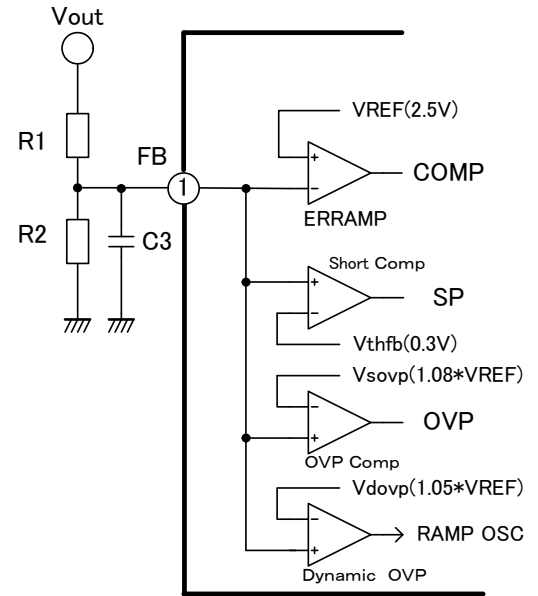 Vout
R1
R2
C3
FB
1
VREF(2.5V)
+
−
COMP
ERRAMP
Short Comp
+
−
SP
Vthfb(0.3V)
Vsovp(1.08*VREF)
−
+
OVP
OVP Comp
Vdovp(1.05*VREF)
−
+
RAMP OSC
Dynamic OVP